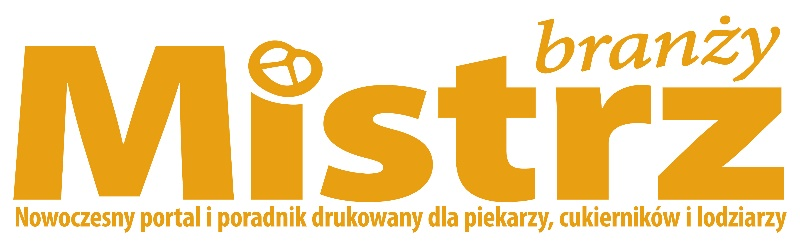 Mistrz
branży
Nowoczesny portal i poradnik drukowany dla piekarzy, cukierników i lodziarzy